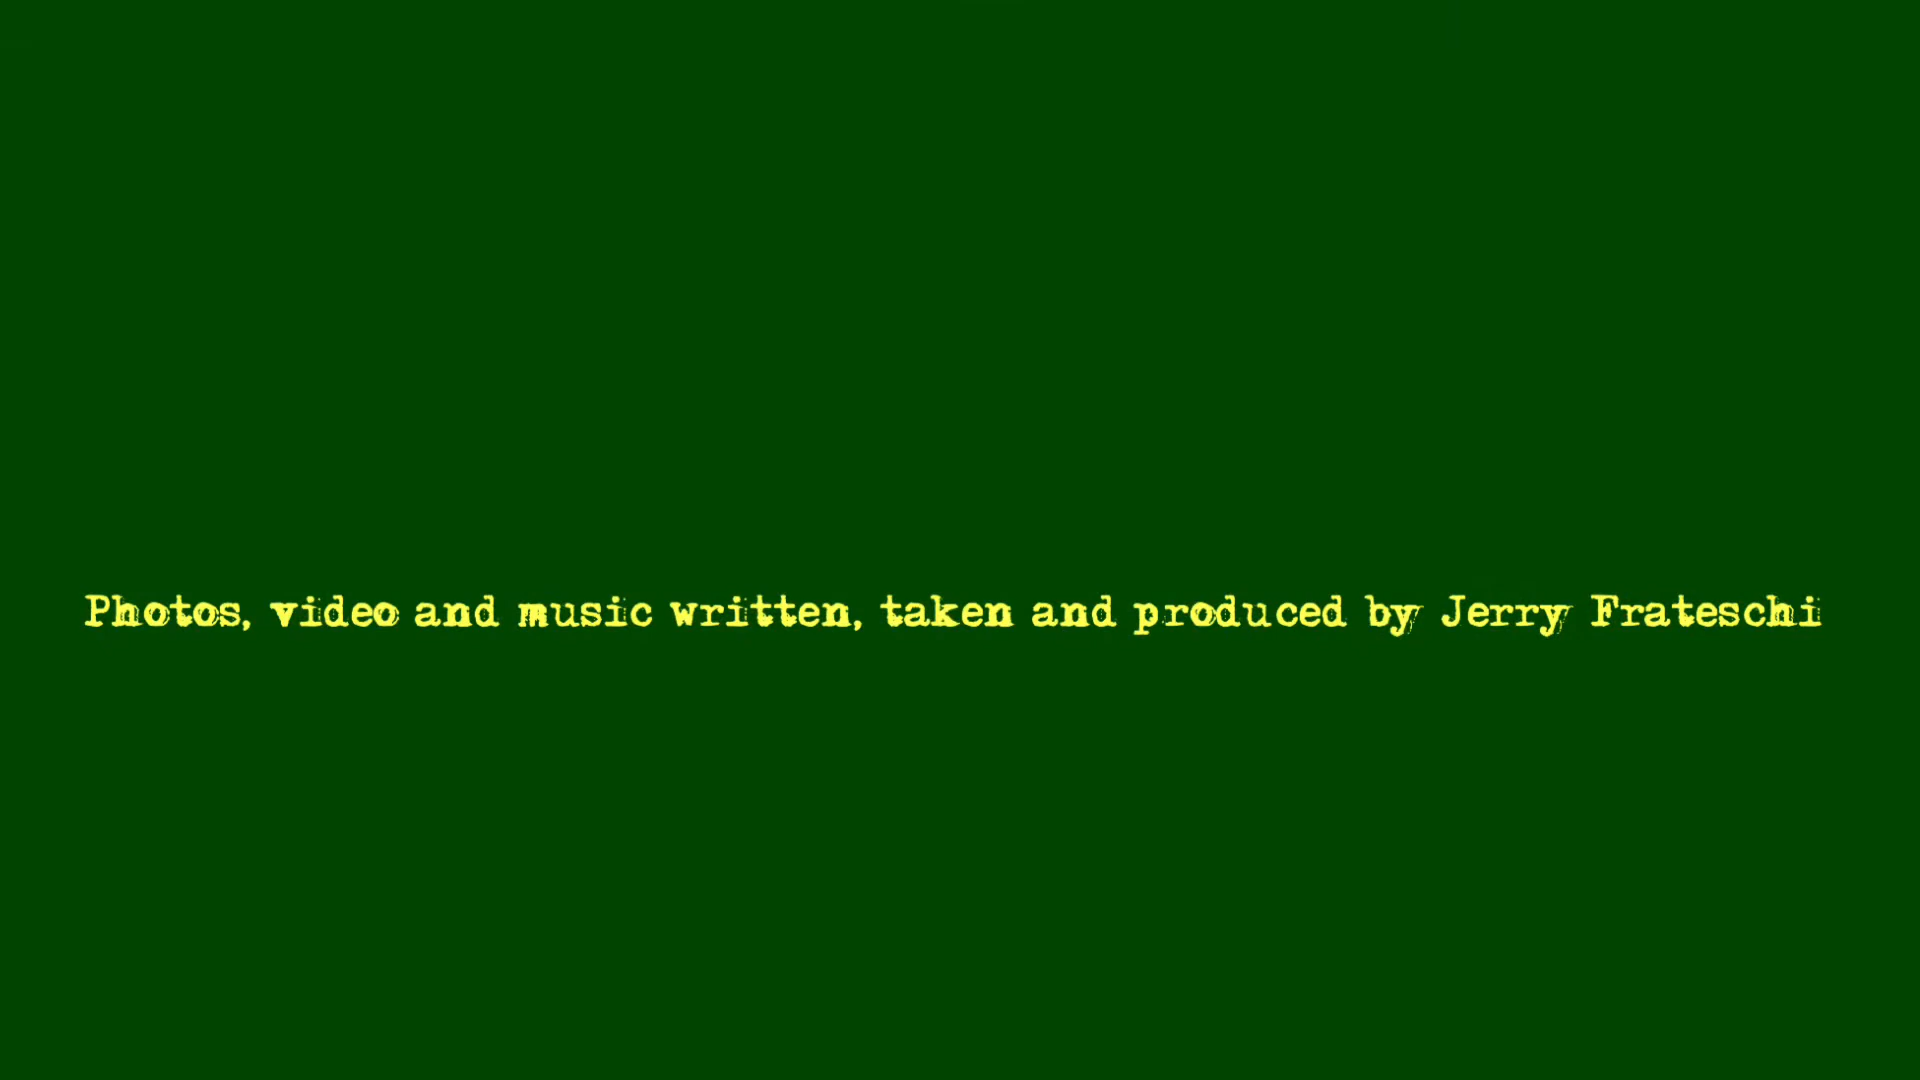 Photos, video and music written, taken and produced by Jerry Frateschi